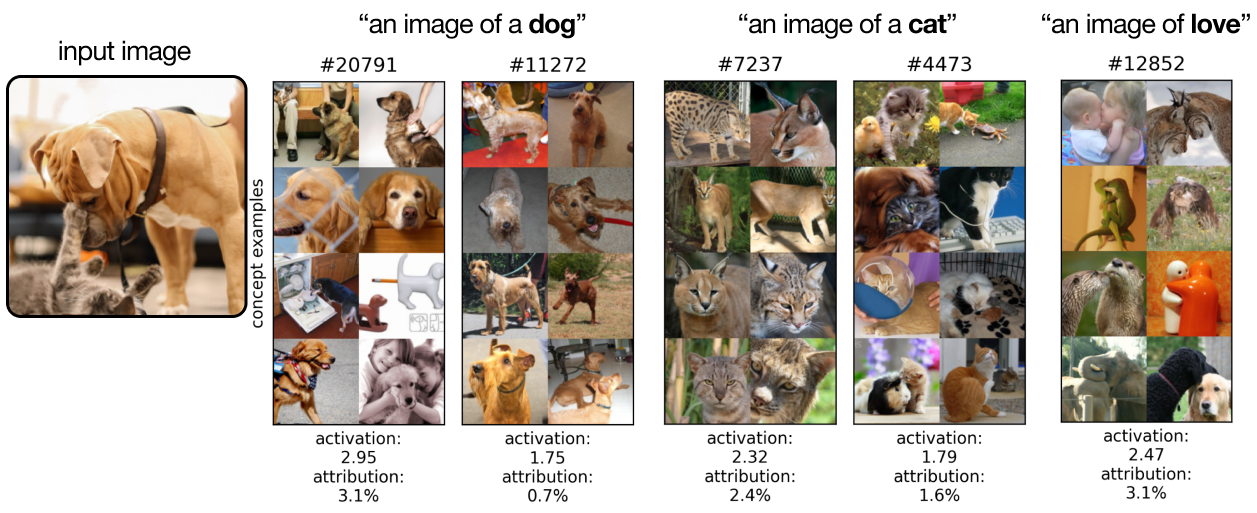 “an image of a dog”
“an image of a cat”
“an image of love”
input image
#20791
#11272
#7237
#4473
#12852
concept examples
activation:
2.95
attribution:
3.1%
activation:
1.75
attribution:
0.7%
activation:
2.32
attribution:
2.4%
activation:
1.79
attribution:
1.6%
activation:
2.47
attribution:
3.1%